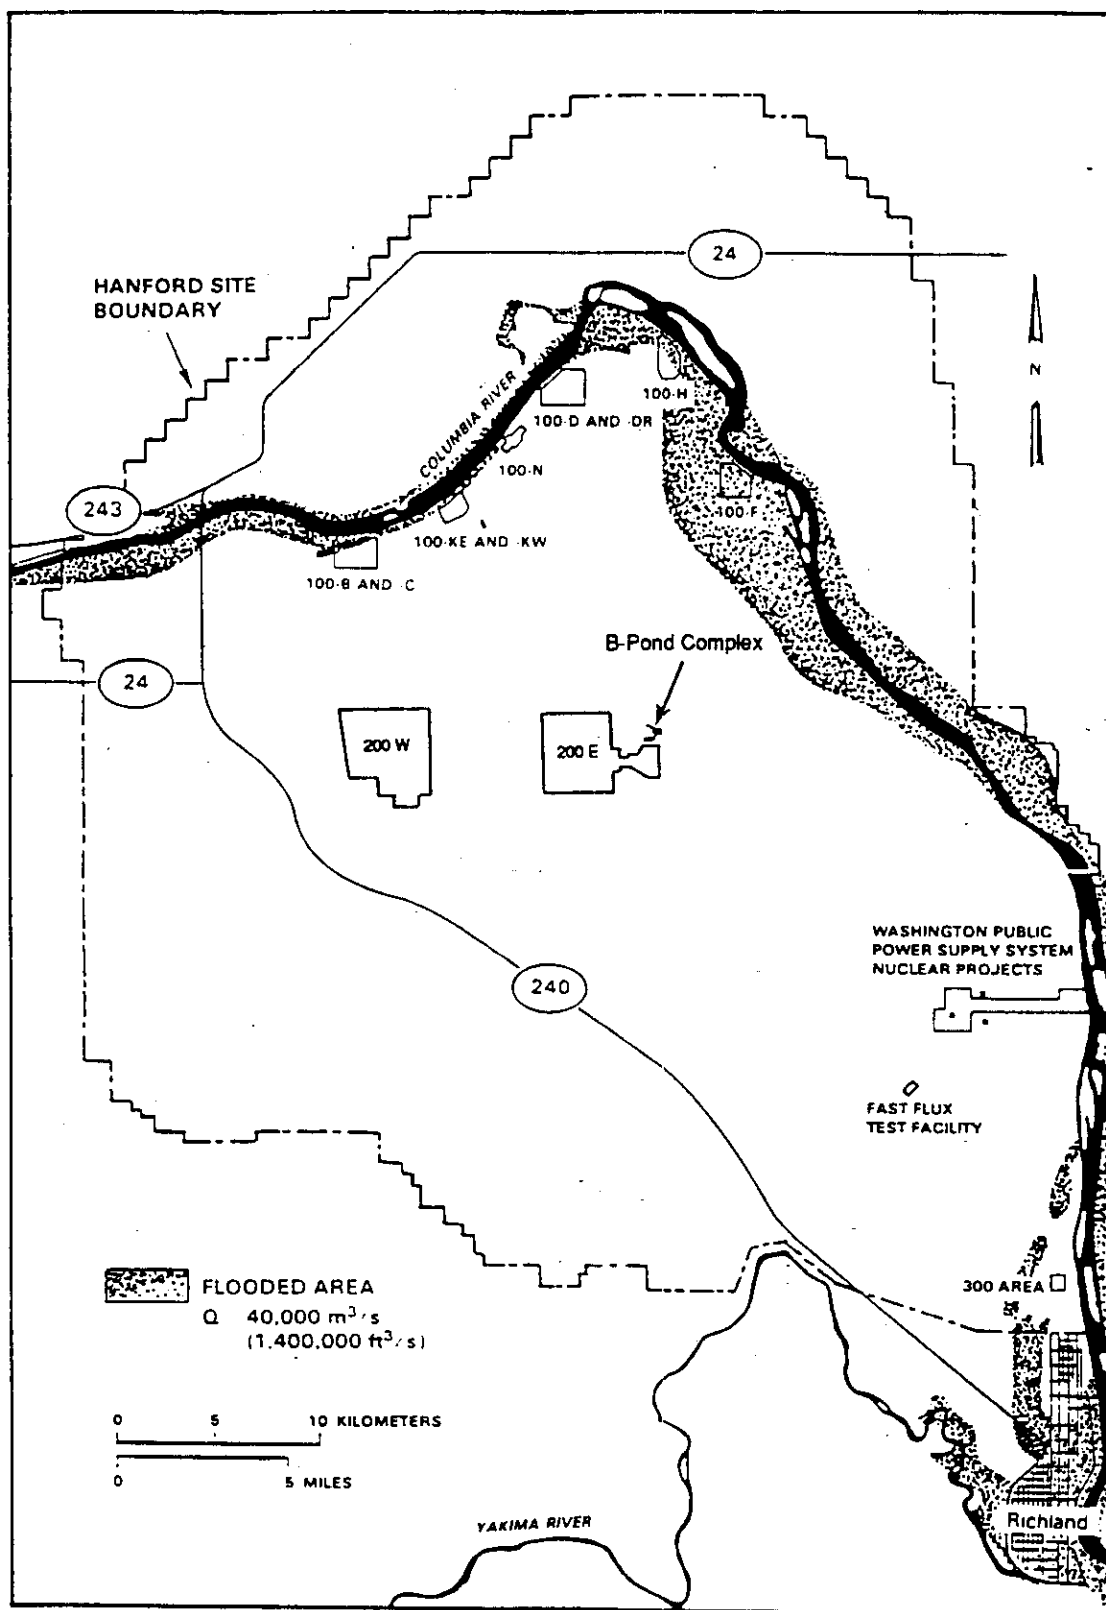 24
HANFORD SITE
BOUNDARY
N
COLUMBIA RIVER
100-H
100-D AND -DR
100-N
243
100-F
100-KE AND -KW
100-B AND -C
B-Pond Complex
24
200 W
200 E
WASHINGTON PUBLIC
POWER SUPPLY SYSTEM
NUCLEAR PROJECTS
240
FAST FLUX
TEST FACILITY
FLOODED AREA
Q 40,000 m³/s
(1,400,000 ft³/s)
300 AREA
0 5 10 KILOMETERS
0 5 MILES
YAKIMA RIVER
Richland